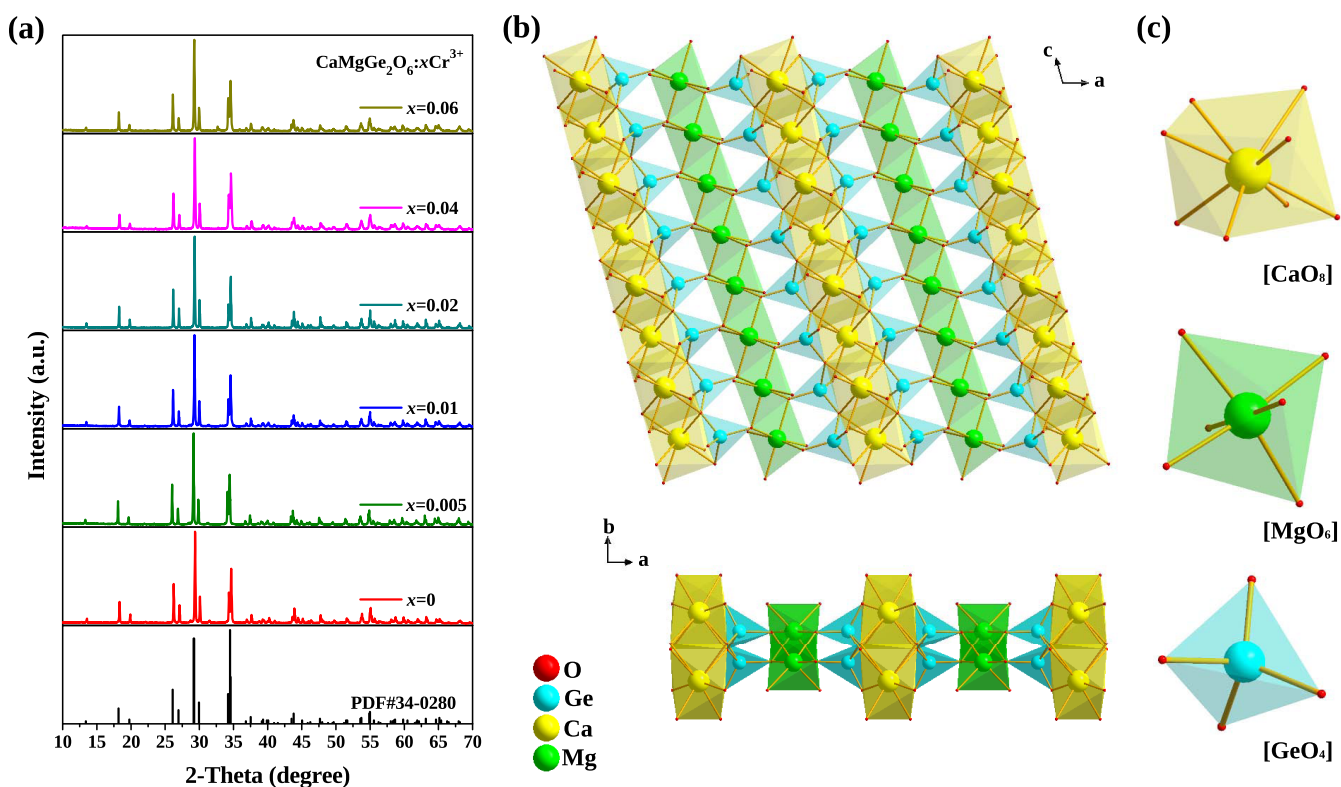 (a)
CaMgGe₂O₆:xCr³⁺
x=0.06
x=0.04
x=0.02
x=0.01
x=0.005
x=0
PDF#34-0280
Intensity (a.u.)
10 15 20 25 30 35 40 45 50 55 60 65 70
2-Theta (degree)
(b)
c
a
b
a
O
Ge
Ca
Mg
(c)
[CaO₈]
[MgO₆]
[GeO₄]